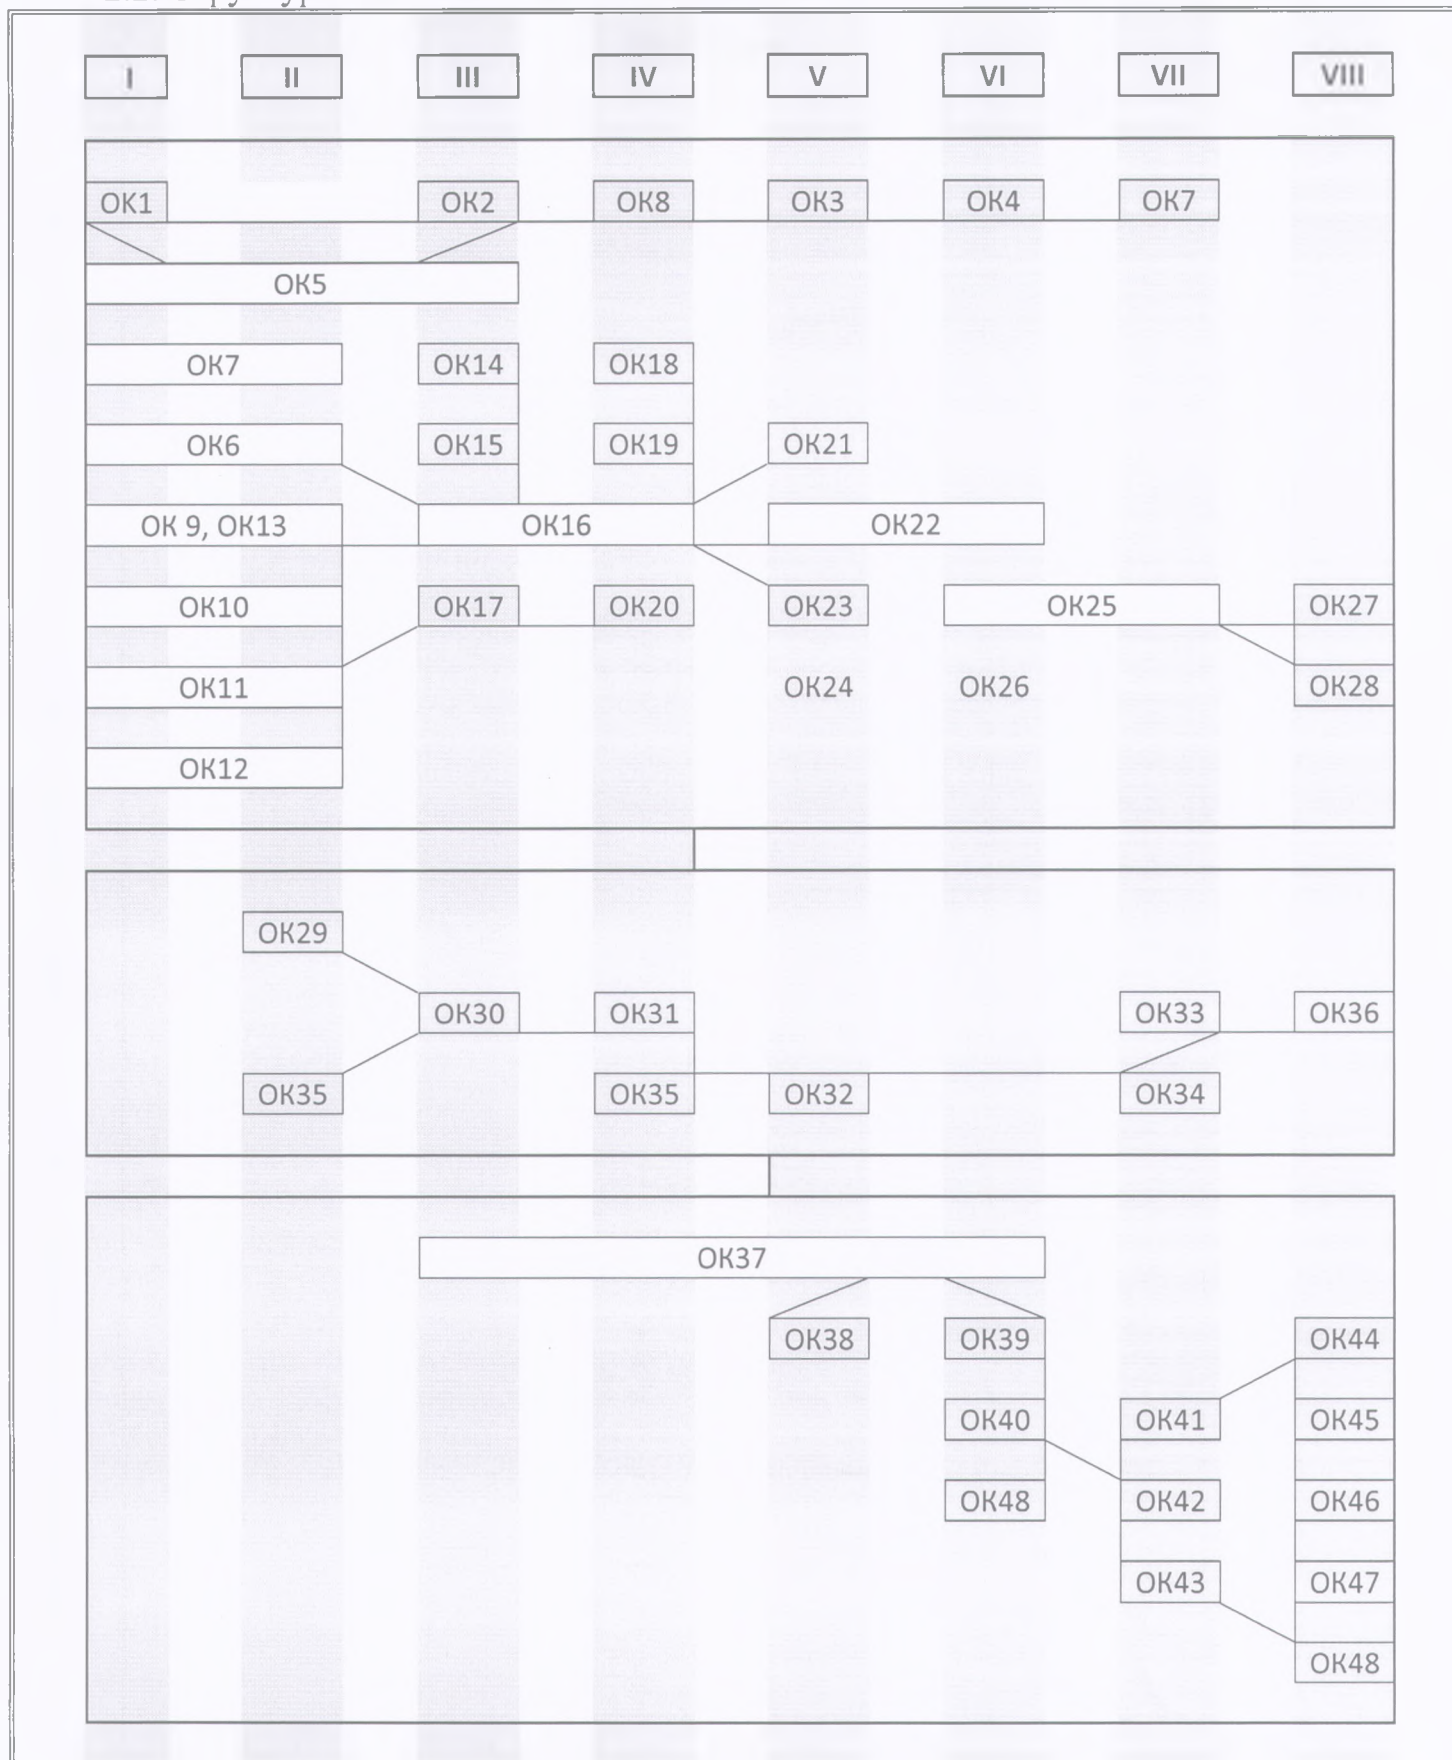 I II III IV V VI VII VIII
ОК1 ОК2 ОК8 ОК3 ОК4 ОК7
ОК5
ОК7 ОК14 ОК18
ОК6 ОК15 ОК19 ОК21
ОК 9, ОК13 ОК16 ОК22
ОК10 ОК17 ОК20 ОК23 ОК25 ОК27
ОК11 ОК24 ОК26 ОК28
ОК12
ОК29
ОК30 ОК31 ОК33 ОК36
ОК35 ОК35 ОК32 ОК34
ОК37
ОК38 ОК39 ОК44
ОК40 ОК41 ОК45
ОК48 ОК42 ОК46
ОК43 ОК47
ОК48